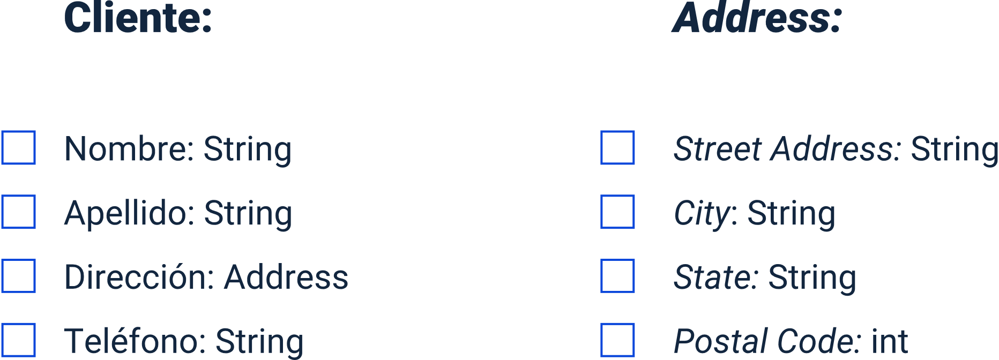 Cliente:
Nombre: String
Apellido: String
Dirección: Address
Teléfono: String
Address:
Street Address: String
City: String
State: String
Postal Code: int